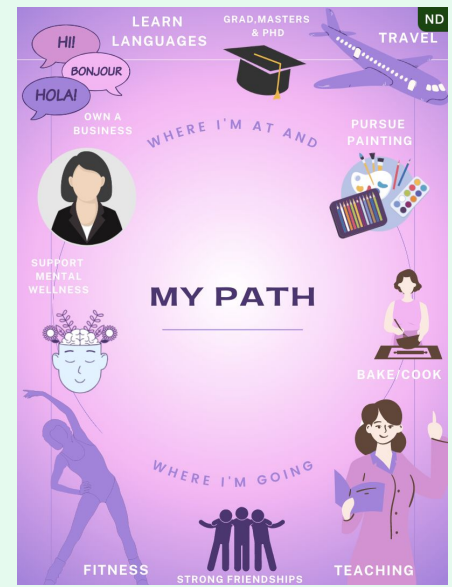 ND
HI!
BONJOUR
HOLA!
LEARN
LANGUAGES
GRAD,MASTERS
& PHD
TRAVEL
OWN A
BUSINESS
WHERE I'M AT AND
PURSUE
PAINTING
SUPPORT
MENTAL
WELLNESS
MY PATH
BAKE/COOK
WHERE I'M GOING
FITNESS
STRONG FRIENDSHIPS
TEACHING